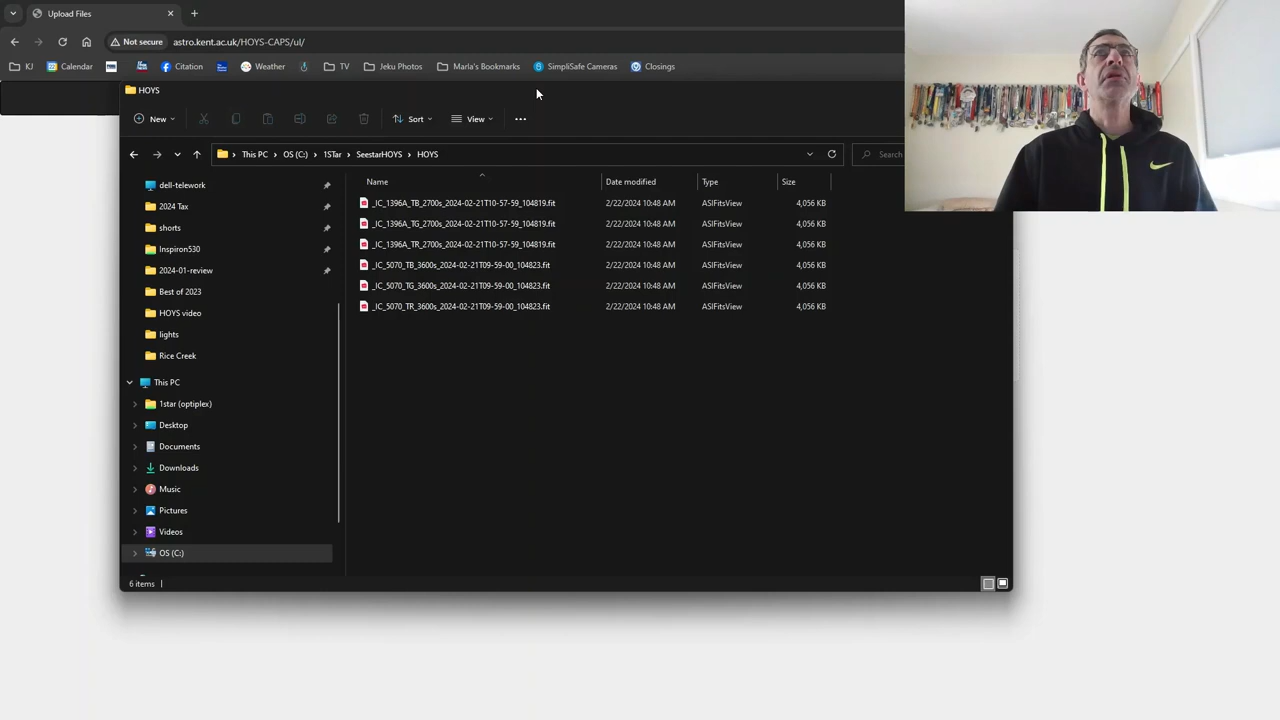 Upload Files
Not secure astro.kent.ac.uk/HOYS-CAPS/ul/
KJ Calendar Citation Weather TV Jeku Photos Marla's Bookmarks SimpliSafe Cameras Closings
HOYS
New Sort View
This PC OS (C:) 1STar SeestarHOYS HOYS Search
Name Date modified Type Size
dell-telework
2024 Tax
shorts
Inspiron530
2024-01-review
Best of 2023
HOYS video
lights
Rice Creek
This PC
1star (optiplex)
Desktop
Documents
Downloads
Music
Pictures
Videos
OS (C:)
_IC_1396A_TB_2700s_2024-02-21T10-57-59_104819.fit 2/22/2024 10:48 AM ASIFitsView 4,056 KB
_IC_1396A_TG_2700s_2024-02-21T10-57-59_104819.fit 2/22/2024 10:48 AM ASIFitsView 4,056 KB
_IC_1396A_TR_2700s_2024-02-21T10-57-59_104819.fit 2/22/2024 10:48 AM ASIFitsView 4,056 KB
_IC_5070_TB_3600s_2024-02-21T09-59-00_104823.fit 2/22/2024 10:48 AM ASIFitsView 4,056 KB
_IC_5070_TG_3600s_2024-02-21T09-59-00_104823.fit 2/22/2024 10:48 AM ASIFitsView 4,056 KB
_IC_5070_TR_3600s_2024-02-21T09-59-00_104823.fit 2/22/2024 10:48 AM ASIFitsView 4,056 KB
6 items